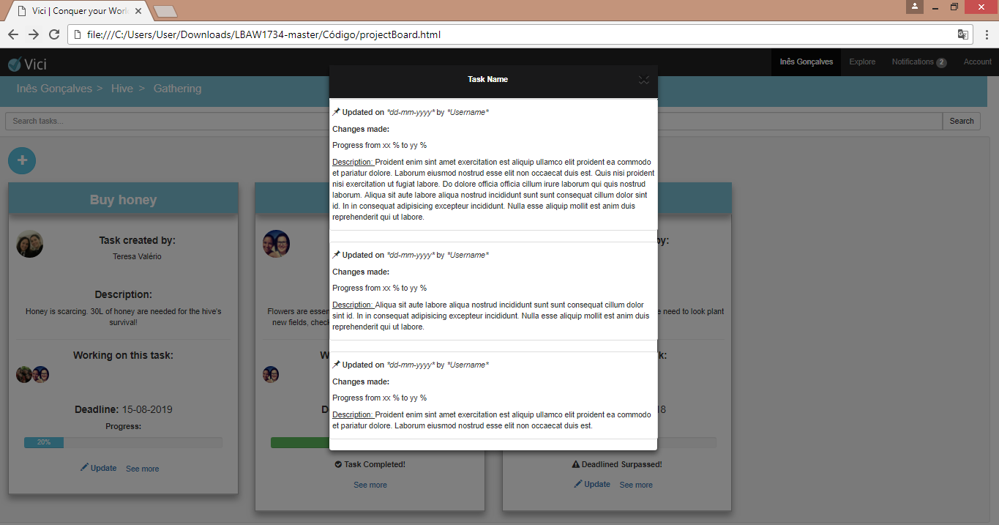 Vici | Conquer your Worl
file:///C:/Users/User/Downloads/LBAW1734-master/Código/projectBoard.html
Vici
Inês Gonçalves
Explore
Notifications 2
Account
Inês Gonçalves > Hive > Gathering
Search tasks...
Search
Task Name
Updated on *dd-mm-yyyy* by *Username*
Changes made:
Progress from xx % to yy %
Description: Proident enim sint amet exercitation est aliquip ullamco elit proident ea commodo
et pariatur dolore. Laborum eiusmod nostrud esse elit non occaecat duis est. Quis nisi proident
nisi exercitation ut fugiat labore. Do dolore officia officia cillum irure laborum qui quis nostrud
laborum. Aliqua sit aute labore aliqua nostrud incididunt sunt sunt consequat cillum dolor sint
id. In in consequat adipisicing excepteur incididunt. Nulla esse aliquip mollit est anim duis
reprehenderit qui ut labore.
Updated on *dd-mm-yyyy* by *Username*
Changes made:
Progress from xx % to yy %
Description: Aliqua sit aute labore aliqua nostrud incididunt sunt sunt consequat cillum dolor
sint id. In in consequat adipisicing excepteur incididunt. Nulla esse aliquip mollit est anim duis
reprehenderit qui ut labore.
Updated on *dd-mm-yyyy* by *Username*
Changes made:
Progress from xx % to yy %
Description: Proident enim sint amet exercitation est aliquip ullamco elit proident ea commodo
et pariatur dolore. Laborum eiusmod nostrud esse elit non occaecat duis est.
Buy honey
Task created by:
Teresa Valério
Description:
Honey is scarcing. 30L of honey are needed for the hive's
survival!
Working on this task:
Deadline: 15-08-2019
Progress:
20%
Update See more
Flowers are essen
new fields, check
W
D
Task Completed!
See more
by:
e need to look plant
k:
18
Deadlined Surpassed!
Update See more